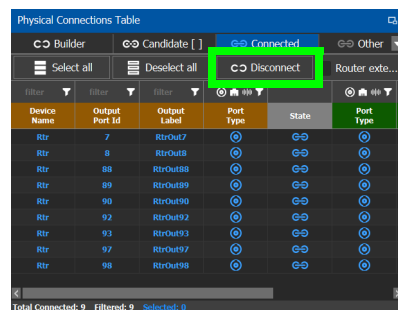 Physical Connections Table
Builder Candidate [ ] Connected Other
Select all Deselect all Disconnect Router exte...
filter filter filter
Device Name Output Port Id Output Label Port Type State Port Type
Rtr 7 RtrOut7
Rtr 8 RtrOut8
Rtr 88 RtrOut88
Rtr 89 RtrOut89
Rtr 90 RtrOut90
Rtr 92 RtrOut92
Rtr 93 RtrOut93
Rtr 97 RtrOut97
Rtr 98 RtrOut98
Total Connected: 9 Filtered: 9 Selected: 0